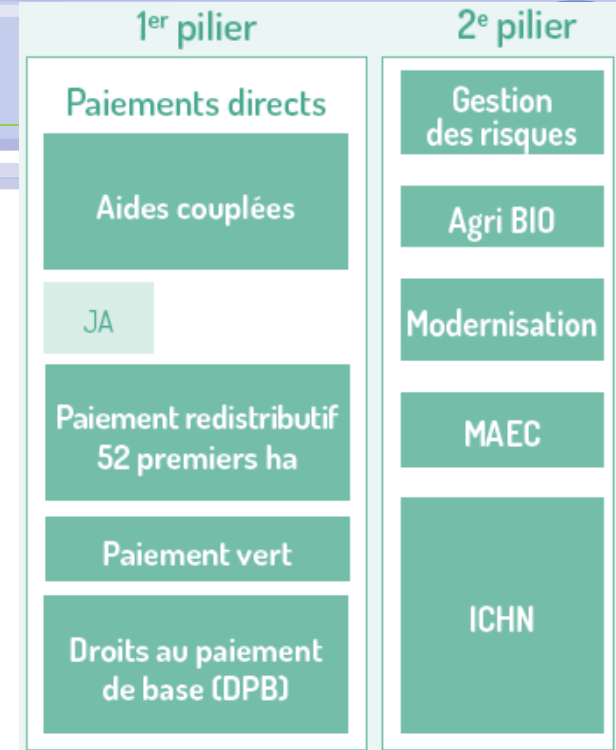 1er pilier
Paiements directs
Aides couplées
JA
Paiement redistributif
52 premiers ha
Paiement vert
Droits au paiement
de base (DPB)
2e pilier
Gestion
des risques
Agri BIO
Modernisation
MAEC
ICHN